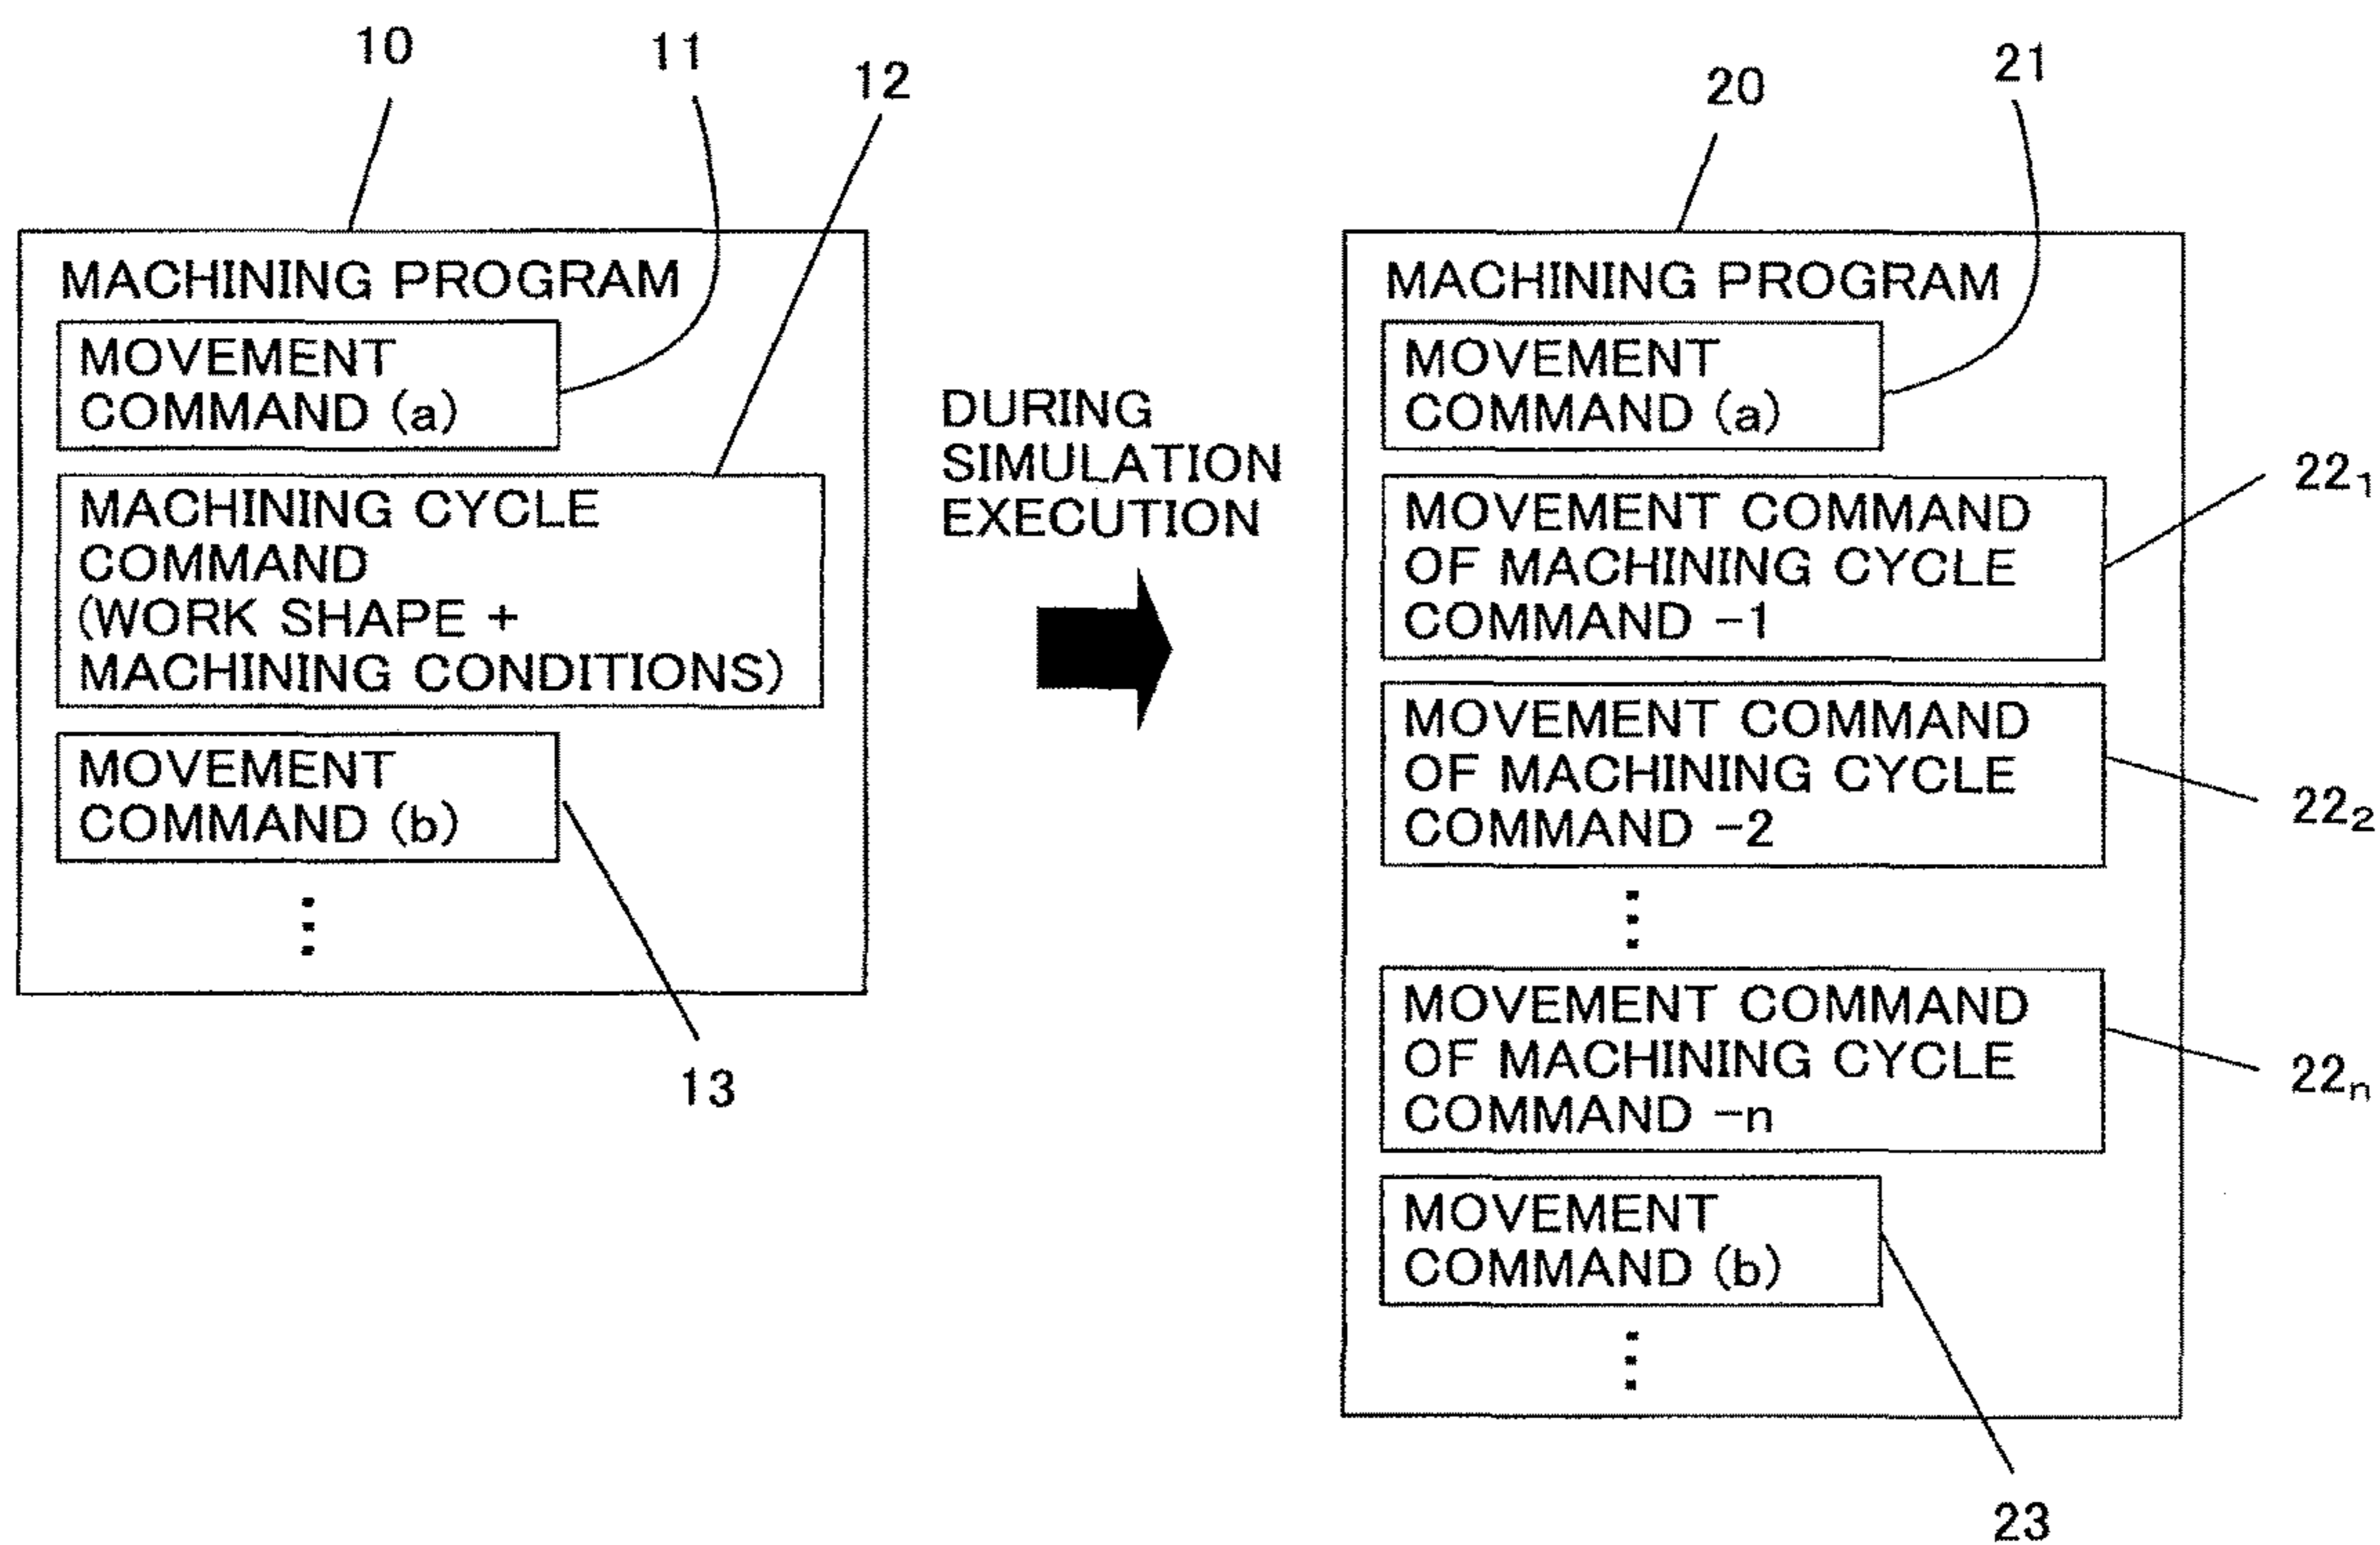 10
11
12
MACHINING PROGRAM
MOVEMENT
COMMAND (a)
MACHINING CYCLE
COMMAND
(WORK SHAPE +
MACHINING CONDITIONS)
MOVEMENT
COMMAND (b)
13
DURING
SIMULATION
EXECUTION
20
21
MACHINING PROGRAM
MOVEMENT
COMMAND (a)
22₁
MOVEMENT COMMAND
OF MACHINING CYCLE
COMMAND -1
22₂
MOVEMENT COMMAND
OF MACHINING CYCLE
COMMAND -2
22ₙ
MOVEMENT COMMAND
OF MACHINING CYCLE
COMMAND -n
MOVEMENT
COMMAND (b)
23